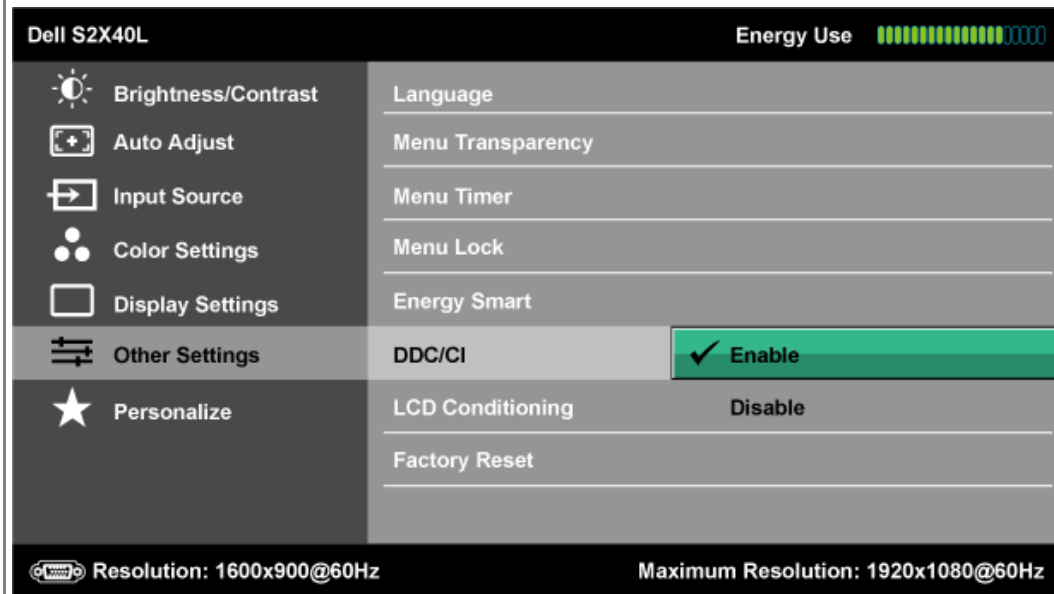 Dell S2X40L Energy Use
Brightness/Contrast Language
Auto Adjust Menu Transparency
Input Source Menu Timer
Color Settings Menu Lock
Display Settings Energy Smart
Other Settings DDC/CI Enable
Personalize LCD Conditioning Disable
Factory Reset
Resolution: 1600x900@60Hz Maximum Resolution: 1920x1080@60Hz